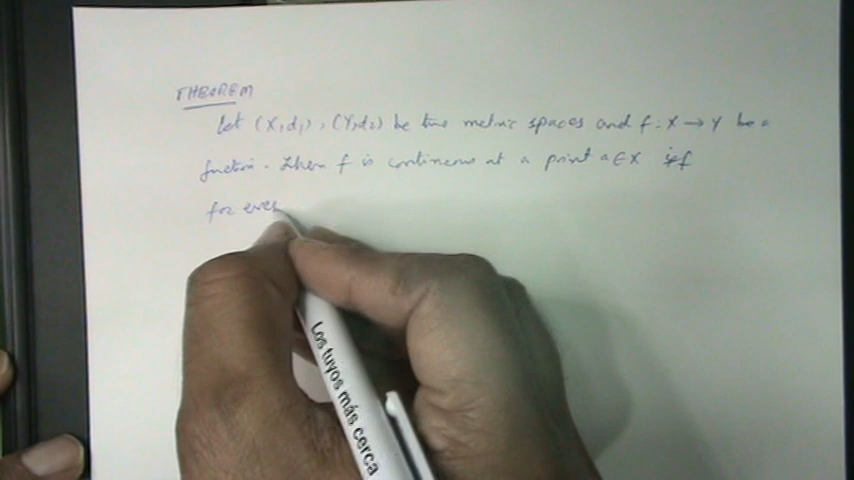 THEOREM
Let (X,d₁), (Y,d₂) be two metric spaces and f: X → Y be a
function. Then f is continuous at a point a ∈ X iff
for ever
Los tuyos más cerca